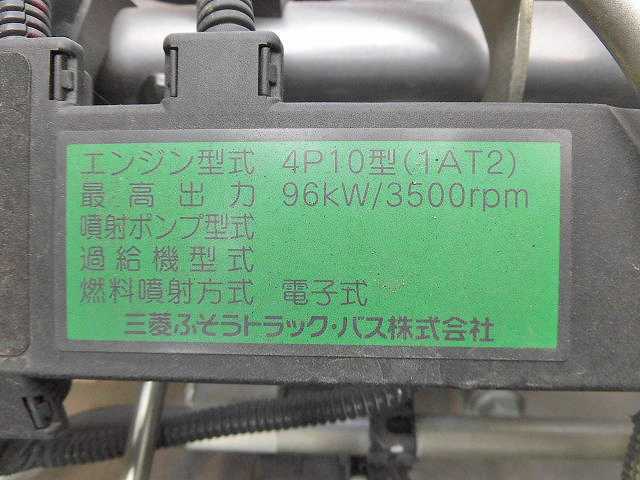 エンジン型式 4P10型(1AT2)
最高出力 96kW/3500rpm
噴射ポンプ型式
過給機型式
燃料噴射方式 電子式
三菱ふそうトラック・バス株式会社